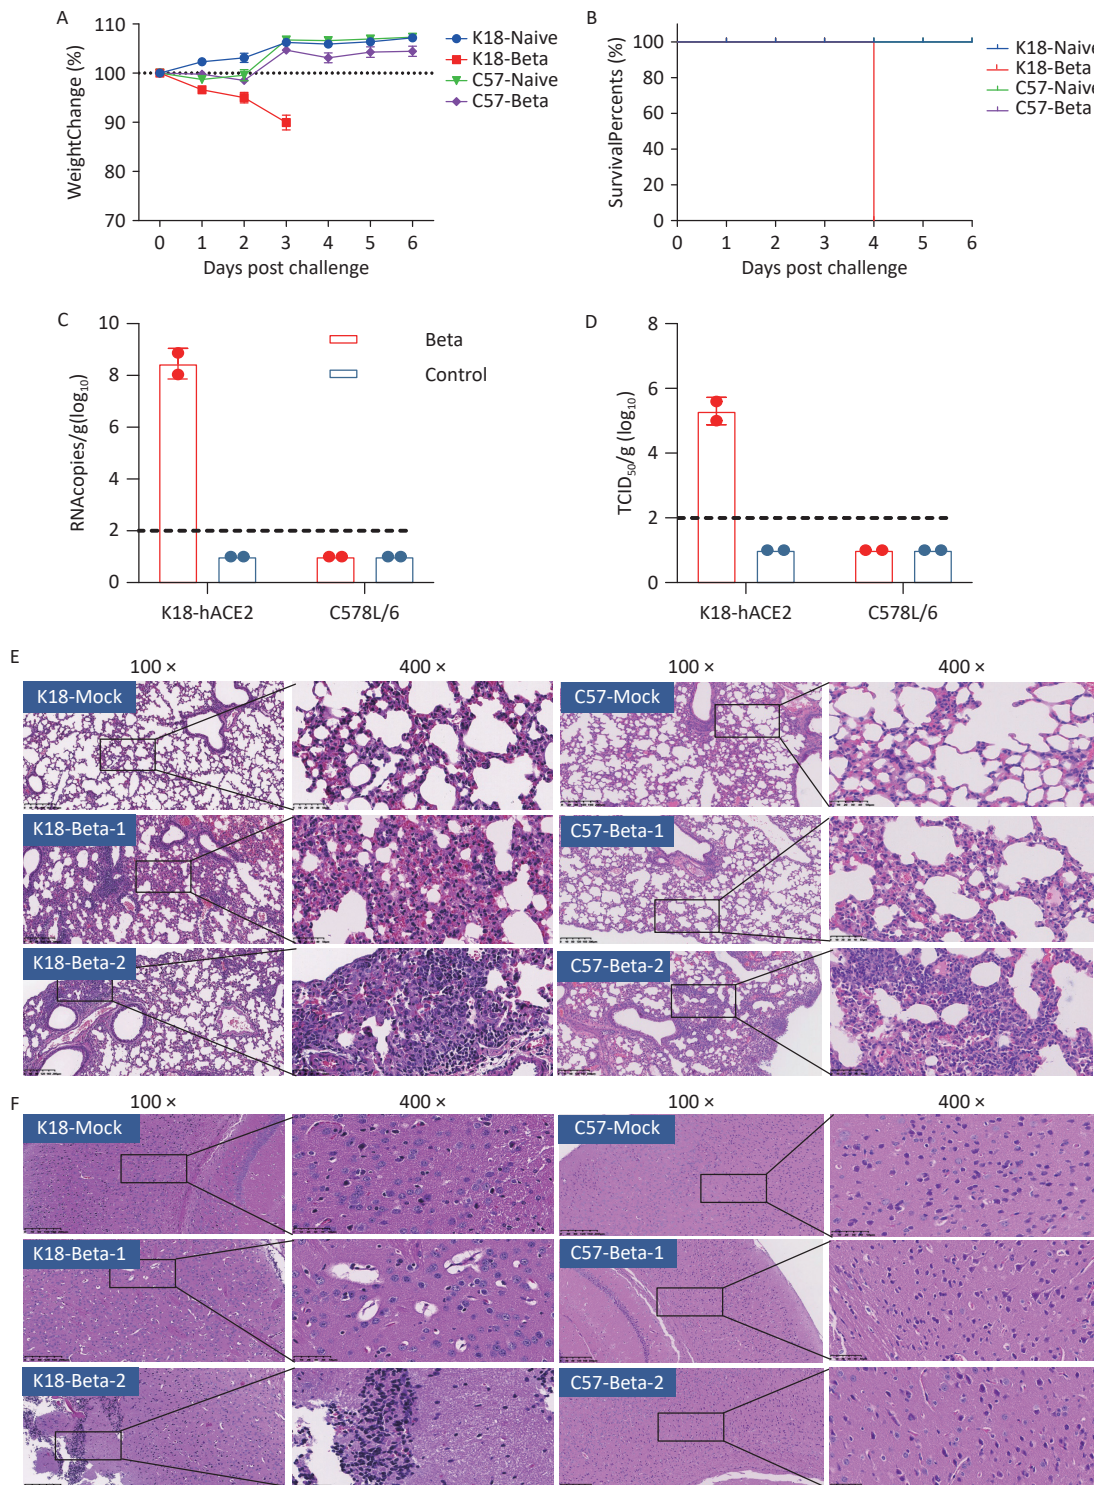 A
WeightChange (%)
110
100
90
80
70
0 1 2 3 4 5 6
Days post challenge
K18-Naive
K18-Beta
C57-Naive
C57-Beta
B
SurvivalPercents (%)
100
80
60
40
20
0
0 1 2 3 4 5 6
Days post challenge
K18-Naive
K18-Beta
C57-Naive
C57-Beta
C
RNAcopies/g(log10)
10
8
6
4
2
0
K18-hACE2 C578L/6
Beta
Control
D
TCID50/g (log10)
8
6
4
2
0
K18-hACE2 C578L/6
E
100 × 400 × 100 × 400 ×
K18-Mock C57-Mock
K18-Beta-1 C57-Beta-1
K18-Beta-2 C57-Beta-2
F
100 × 400 × 100 × 400 ×
K18-Mock C57-Mock
K18-Beta-1 C57-Beta-1
K18-Beta-2 C57-Beta-2